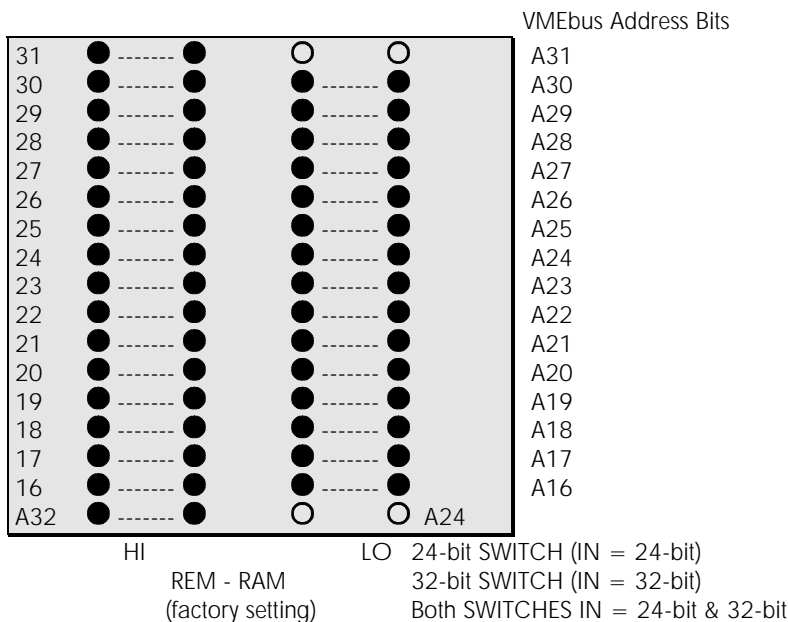 VMEbus Address Bits
31 ------- ------- A31
30 ------- ------- A30
29 ------- ------- A29
28 ------- ------- A28
27 ------- ------- A27
26 ------- ------- A26
25 ------- ------- A25
24 ------- ------- A24
23 ------- ------- A23
22 ------- ------- A22
21 ------- ------- A21
20 ------- ------- A20
19 ------- ------- A19
18 ------- ------- A18
17 ------- ------- A17
16 ------- ------- A16
A32 ------- A24
HI LO 24-bit SWITCH (IN = 24-bit)
REM - RAM 32-bit SWITCH (IN = 32-bit)
(factory setting) Both SWITCHES IN = 24-bit & 32-bit